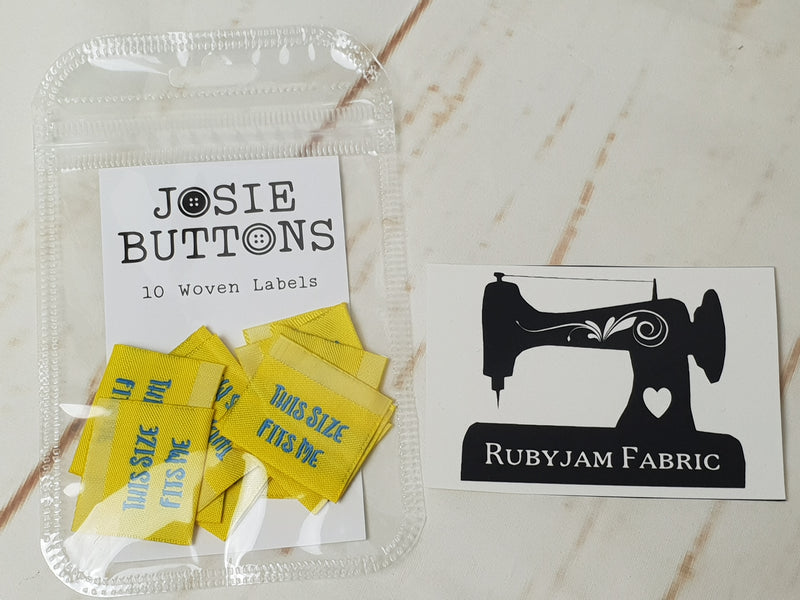 JOSIE
BUTTONS
10 Woven Labels
THIS SIZE
FITS ME
THIS SIZE
FITS ME
RUBYJAM FABRIC